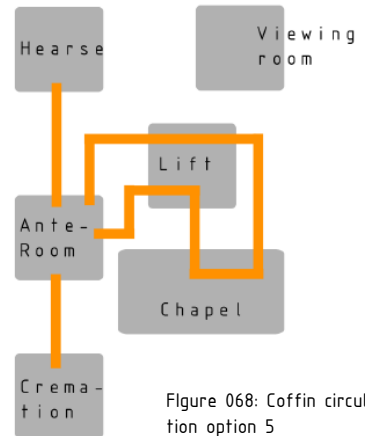 Hearse
Viewing
room
Lift
Ante-
Room
Chapel
Crema-
tion
FIgure 068: Coffin circul
tion option 5